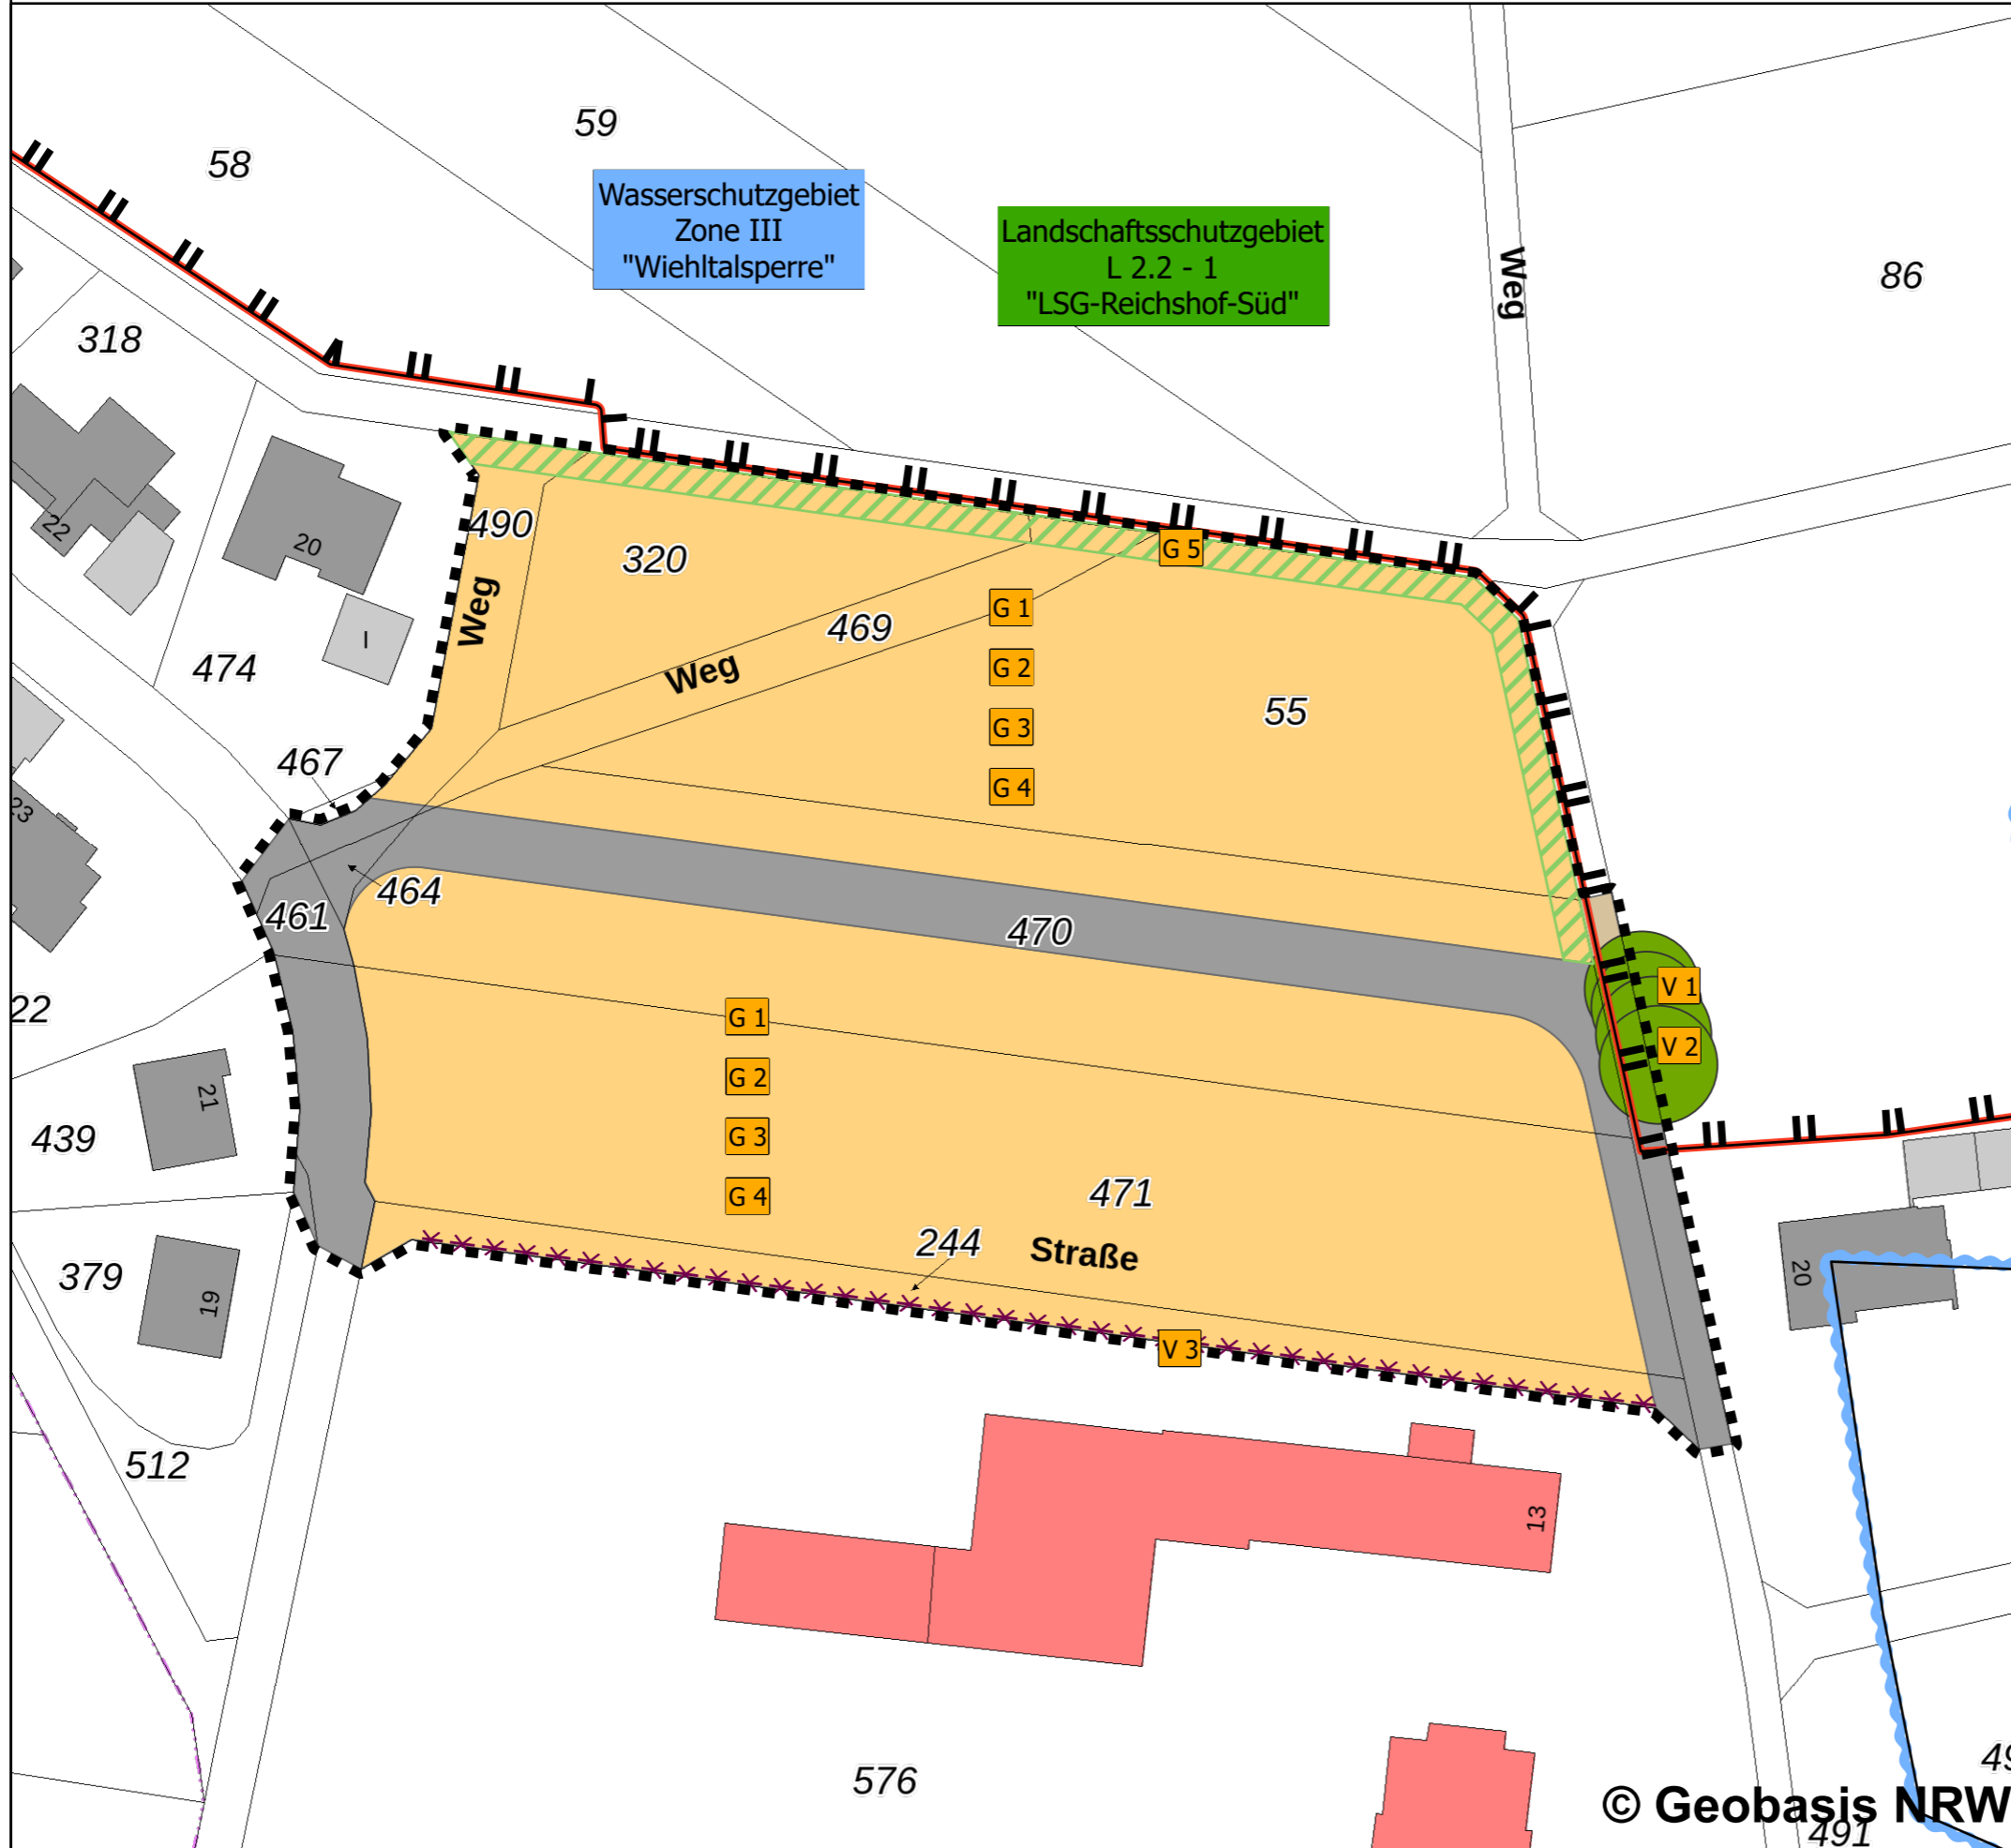 59
58
Wasserschutzgebiet
Zone III
"Wiehltalsperre"
Landschaftsschutzgebiet
L 2.2 - 1
"LSG-Reichshof-Süd"
Weg
86
318
22
20
I
474
490
Weg
320
469
Weg
G 5
G 1
G 2
G 3
G 4
55
467
23
464
461
470
22
V 1
V 2
G 1
G 2
G 3
G 4
21
439
471
244
Straße
379
19
20
V 3
512
13
576
© Geobasis NRW
491